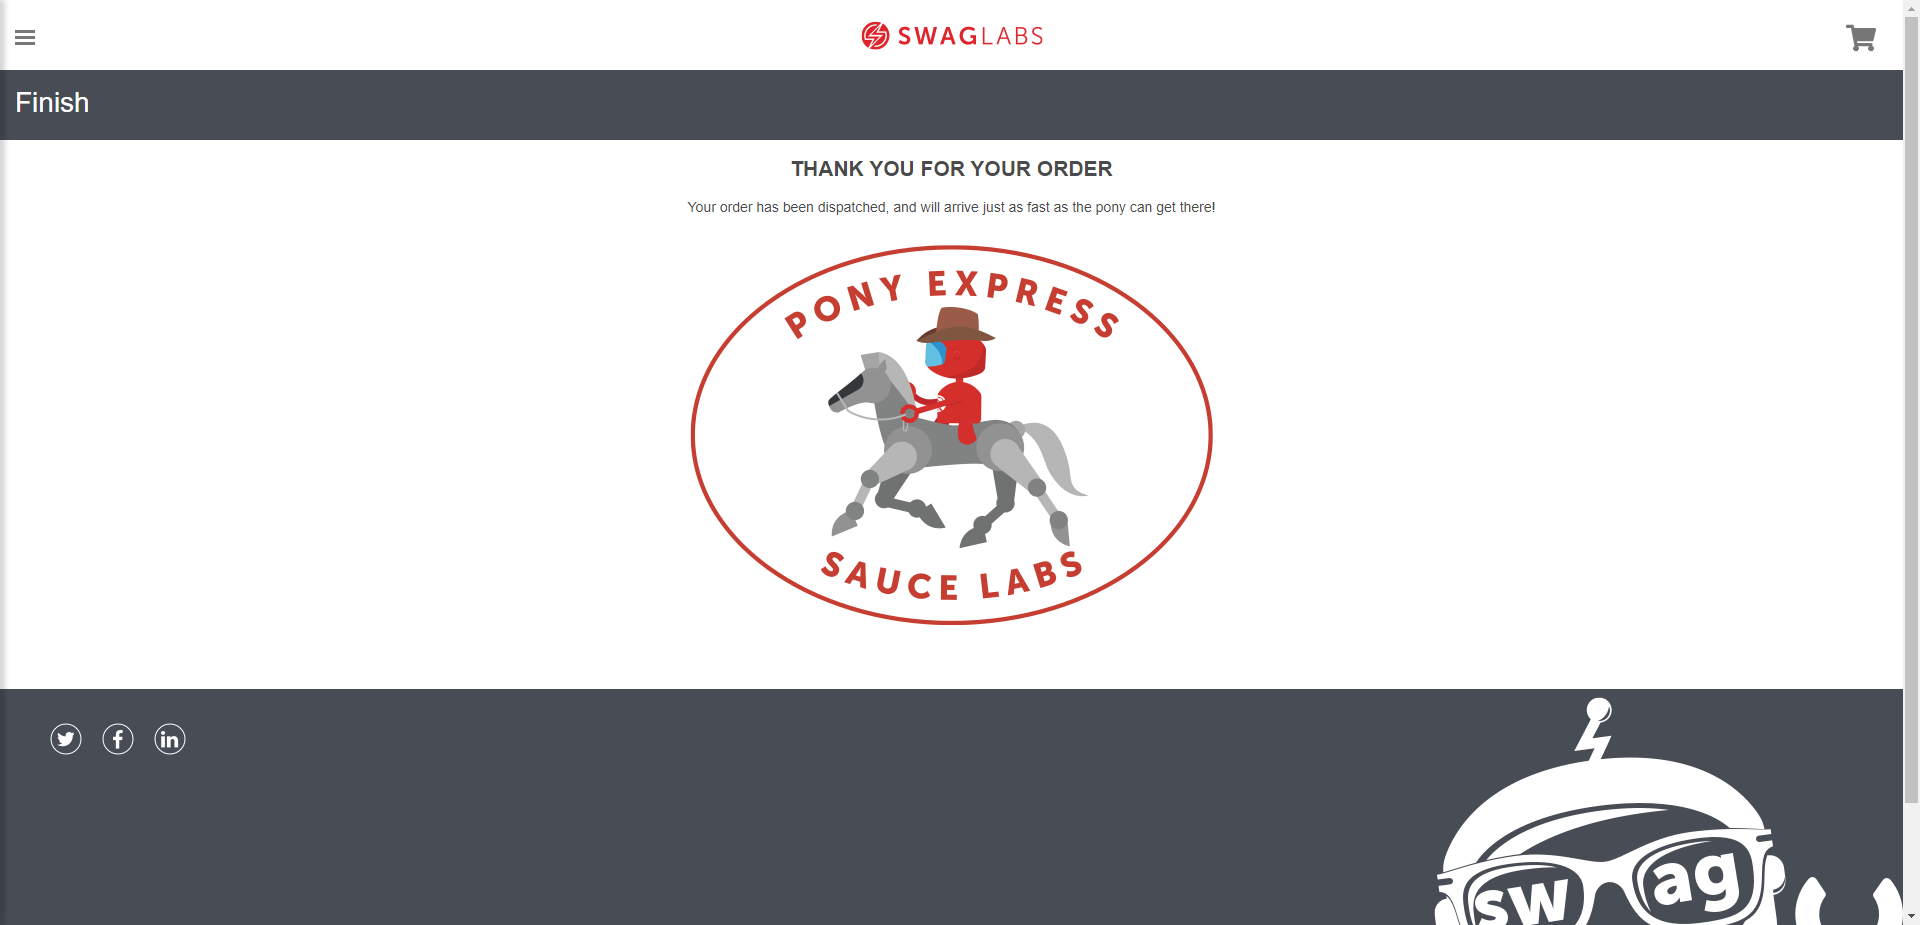 SWAGLABS
Finish
THANK YOU FOR YOUR ORDER
Your order has been dispatched, and will arrive just as fast as the pony can get there!
PONY EXPRESS
SAUCE LABS
in
sw ag